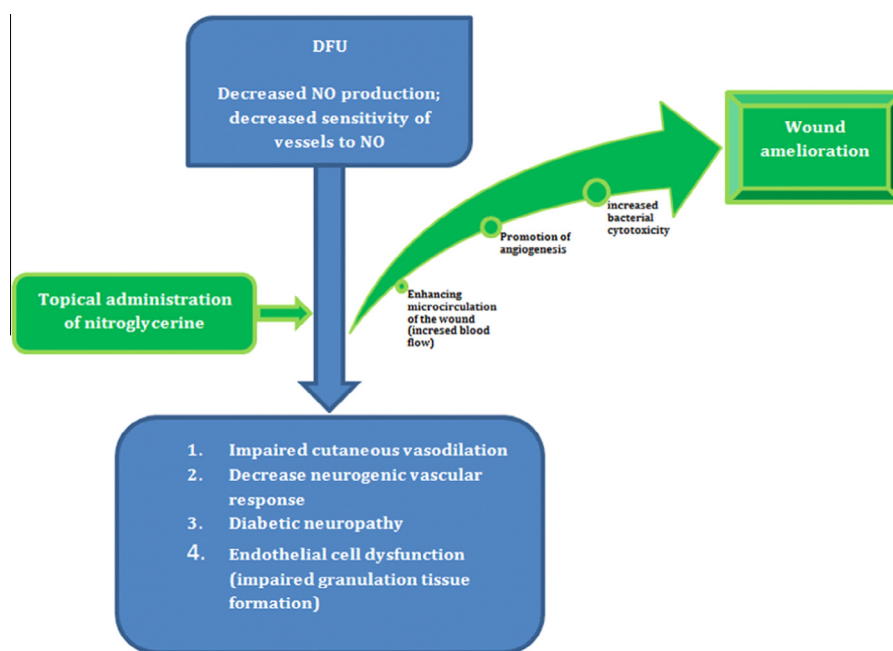 DFU
Decreased NO production;
decreased sensitivity of
vessels to NO
Wound
amelioration
increased
bacterial
cytotoxicity
Promotion of
angiogenesis
Enhancing
microcirculation
of the wound
(incresed blood
flow)
Topical administration
of nitroglycerine
1. Impaired cutaneous vasodilation
2. Decrease neurogenic vascular
response
3. Diabetic neuropathy
4. Endothelial cell dysfunction
(impaired granulation tissue
formation)